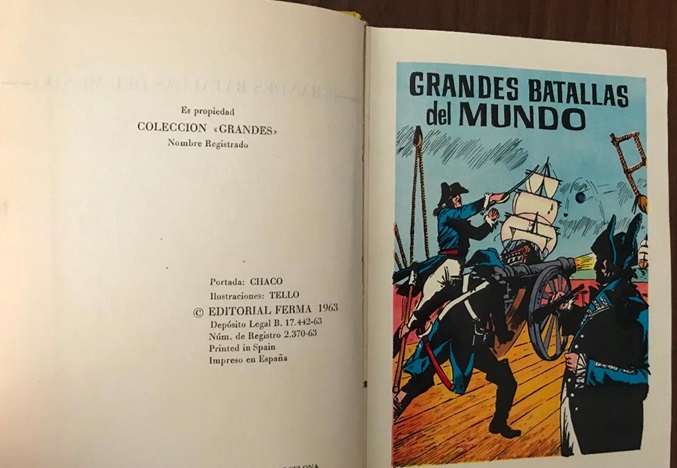 Es propiedad
COLECCION «GRANDES»
Nombre Registrado
Portada: CHACO
Ilustraciones: TELLO
© EDITORIAL FERMA 1963
Depósito Legal B. 17.442-63
Núm. de Registro 2.370-63
Printed in Spain
Impreso en España
GRANDES BATALLAS
del MUNDO